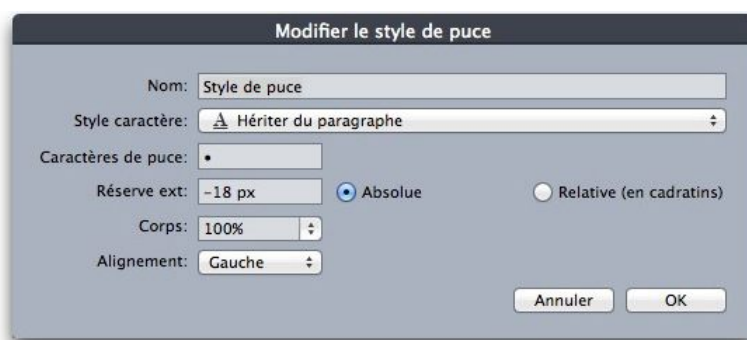 Modifier le style de puce
Nom: Style de puce
Style caractère: A Hériter du paragraphe
Caractères de puce: •
Réserve ext: -18 px Absolue Relative (en cadratins)
Corps: 100%
Alignement: Gauche
Annuler OK